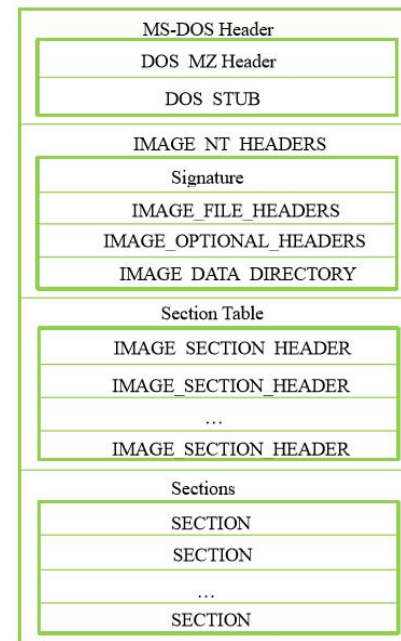 MS-DOS Header
DOS MZ Header
DOS STUB
IMAGE NT HEADERS
Signature
IMAGE_FILE_HEADERS
IMAGE_OPTIONAL_HEADERS
IMAGE DATA DIRECTORY
Section Table
IMAGE SECTION HEADER
IMAGE_SECTION_HEADER
…
IMAGE SECTION HEADER
Sections
SECTION
SECTION
…
SECTION